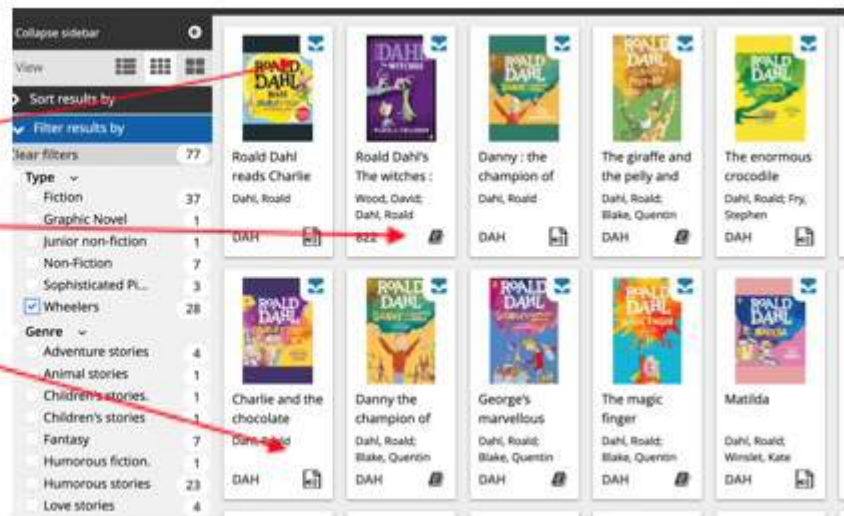 Collapse sidebar
View
Sort results by
Filter results by
Clear filters 77
Type
Fiction 37
Graphic Novel 1
Junior non-fiction 1
Non-Fiction 7
Sophisticated Pi... 3
Wheelers 28
Genre
Adventure stories 4
Animal stories 1
Children's stories. 1
Children's stories 1
Fantasy 7
Humorous fiction. 1
Humorous stories 23
Love stories 4
ROALD
DAHL
Roald Dahl
reads Charlie
Dahl, Roald
DAH
DAHL
Roald Dahl's
The witches :
Wood, David;
Dahl, Roald
822
ROALD
DAHL
Danny : the
champion of
Dahl, Roald
DAH
ROALD
DAHL
The giraffe and
the pelly and
Dahl, Roald;
Blake, Quentin
DAH
ROALD
DAHL
The enormous
crocodile
Dahl, Roald; Fry,
Stephen
DAH
ROALD
DAHL
Charlie and the
chocolate
Dahl, Roald
DAH
ROALD
DAHL
Danny the
champion of
Dahl, Roald;
Blake, Quentin
DAH
ROALD
DAHL
George's
marvellous
Dahl, Roald;
Blake, Quentin
DAH
ROALD
DAHL
The magic
finger
Dahl, Roald;
Blake, Quentin
DAH
ROALD
DAHL
MATILDA
Matilda
Dahl, Roald;
Winslet, Kate
DAH